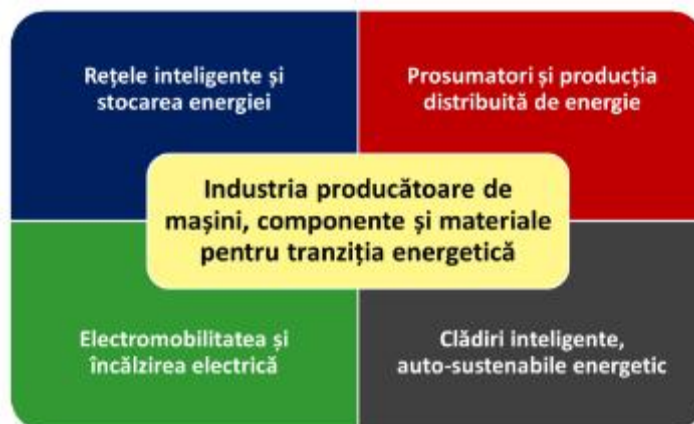 Rețele inteligente și
stocarea energiei
Prosumatori și producția
distribuită de energie
Industria producătoare de
mașini, componente și materiale
pentru tranziția energetică
Electromobilitatea și
încălzirea electrică
Clădiri inteligente,
auto-sustenabile energetic